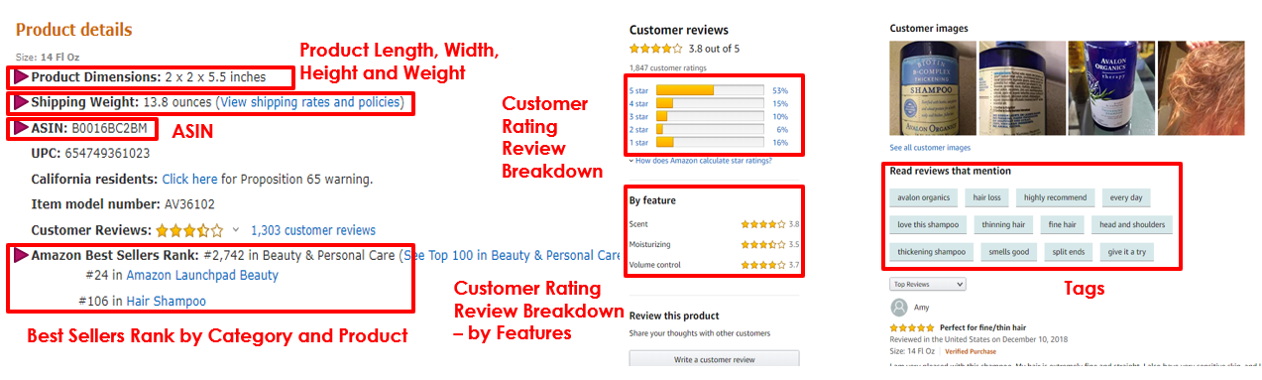 Product details
Size: 14 Fl Oz
Product Dimensions: 2 x 2 x 5.5 inches
Shipping Weight: 13.8 ounces (View shipping rates and policies)
ASIN: B0016BC2BM
UPC: 654749361023
California residents: Click here for Proposition 65 warning.
Item model number: AV36102
Customer Reviews: 1,303 customer reviews
Amazon Best Sellers Rank: #2,742 in Beauty & Personal Care (See Top 100 in Beauty & Personal Care
#24 in Amazon Launchpad Beauty
#106 in Hair Shampoo
Product Length, Width,
Height and Weight
ASIN
Best Sellers Rank by Category and Product
Customer
Rating
Review
Breakdown
Customer Rating
Review Breakdown
– by Features
Customer reviews
3.8 out of 5
1,847 customer ratings
5 star 53%
4 star 15%
3 star 10%
2 star 6%
1 star 16%
How does Amazon calculate star ratings?
By feature
Scent 3.8
Moisturizing 3.5
Volume control 3.7
Review this product
Share your thoughts with other customers
Write a customer review
Customer images
BIOTIN
B-COMPLEX
THICKENING
SHAMPOO
AVALON ORGANICS
AVALON
ORGANICS
therapy
See all customer images
Read reviews that mention
avalon organics hair loss highly recommend every day
love this shampoo thinning hair fine hair head and shoulders
thickening shampoo smells good split ends give it a try
Tags
Top Reviews
Amy
Perfect for fine/thin hair
Reviewed in the United States on December 10, 2018
Size: 14 Fl Oz Verified Purchase